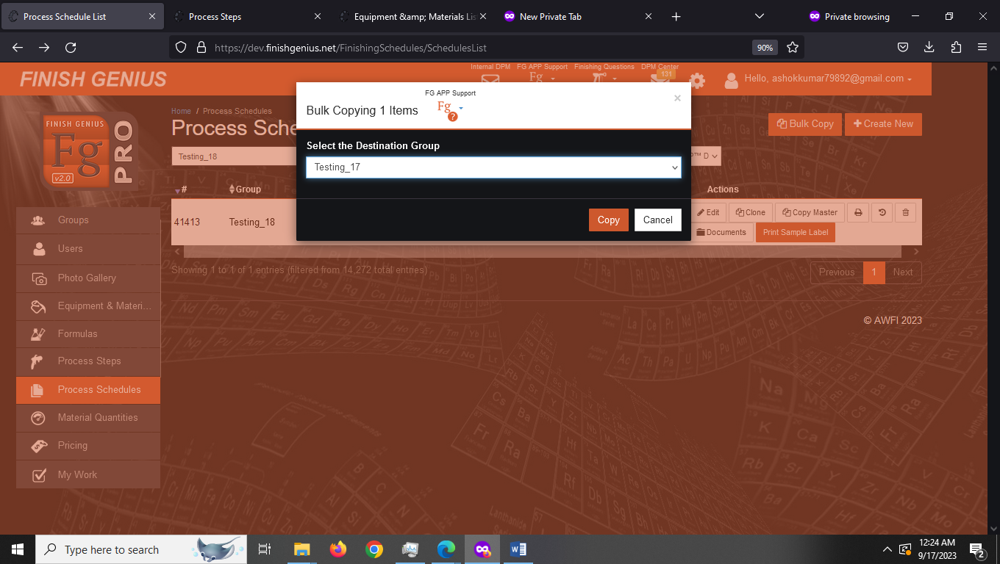 Process Schedule List
Process Steps
Equipment &amp; Materials Lis
New Private Tab
Private browsing
https://dev.finishgenius.net/FinishingSchedules/SchedulesList
90%
FINISH GENIUS
Internal DPM
FG APP Support
Finishing Questions
DPM Center
131
Hello, ashokkumar79892@gmail.com
FINISH GENIUS
Fg
v2.0
PRO
Home / Process Schedules
Process Sche
Bulk Copy
Create New
Testing_18
Bulk Copying 1 Items
FG APP Support
Fg
?
×
Select the Destination Group
Testing_17
Copy
Cancel
#
Group
Actions
41413
Testing_18
Edit
Clone
Copy Master
Documents
Print Sample Label
Showing 1 to 1 of 1 entries (filtered from 14,272 total entries)
Previous
1
Next
© AWFI 2023
Groups
Users
Photo Gallery
Equipment & Materi...
Formulas
Process Steps
Process Schedules
Material Quantities
Pricing
My Work
Type here to search
12:24 AM
9/17/2023
2